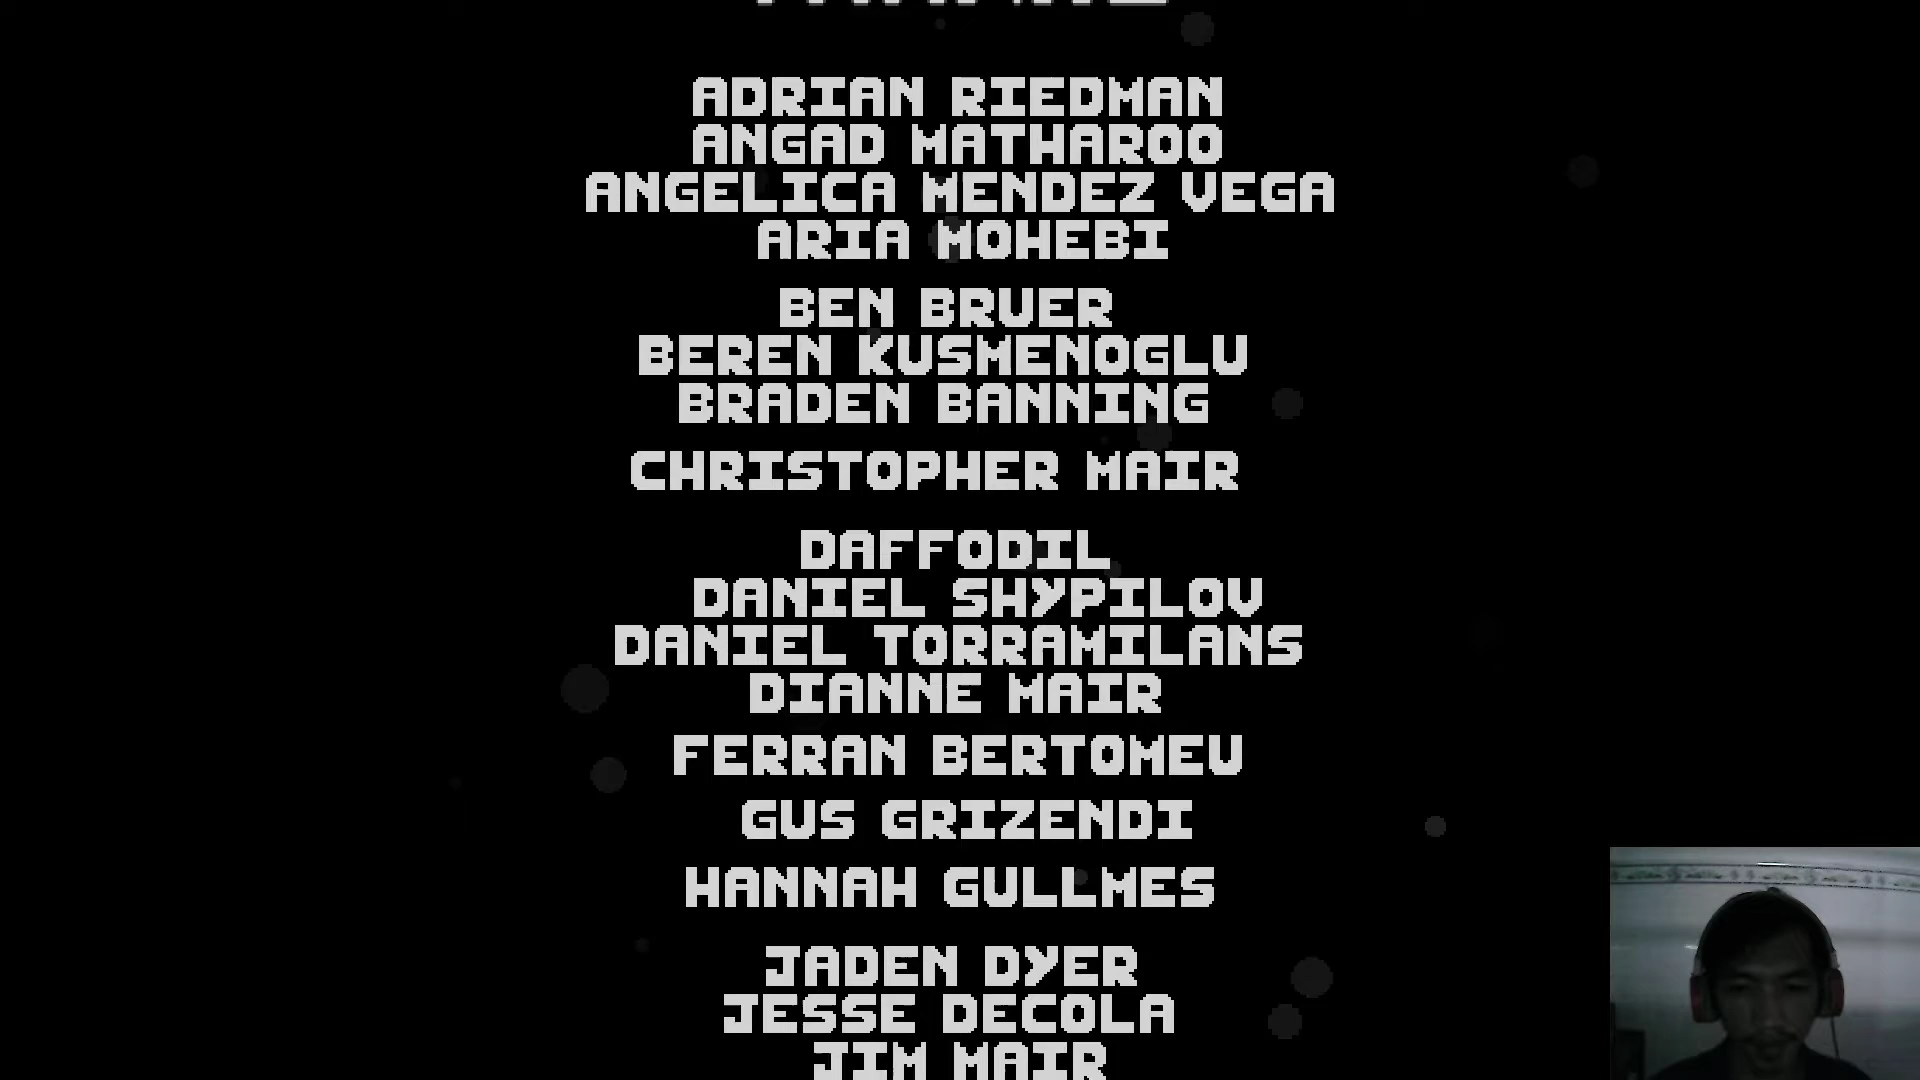 ADRIAN RIEDMAN
ANGAD MATHAROO
ANGELICA MENDEZ VEGA
ARIA MOHEBI
BEN BRUER
BEREN KUSMENOGLU
BRADEN BANNING
CHRISTOPHER MAIR
DAFFODIL
DANIEL SHYPILOV
DANIEL TORRAMILANS
DIANNE MAIR
FERRAN BERTOMEU
GUS GRIZENDI
HANNAH GULLMES
JADEN DYER
JESSE DECOLA
JIM MAIR